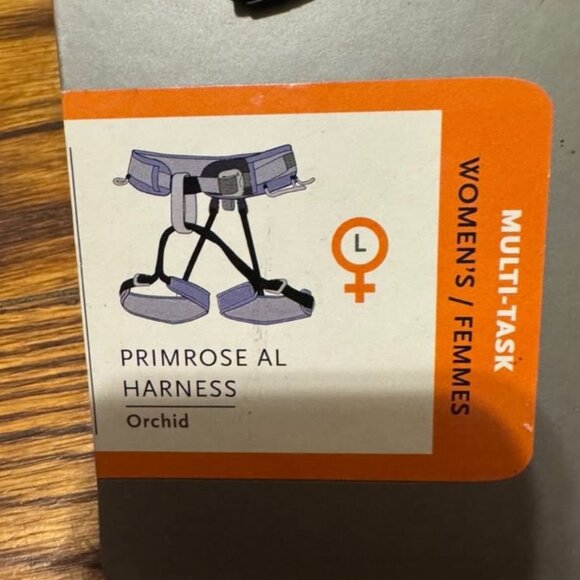 L
PRIMROSE AL
HARNESS
Orchid
MULTI-TASK
WOMEN'S / FEMMES